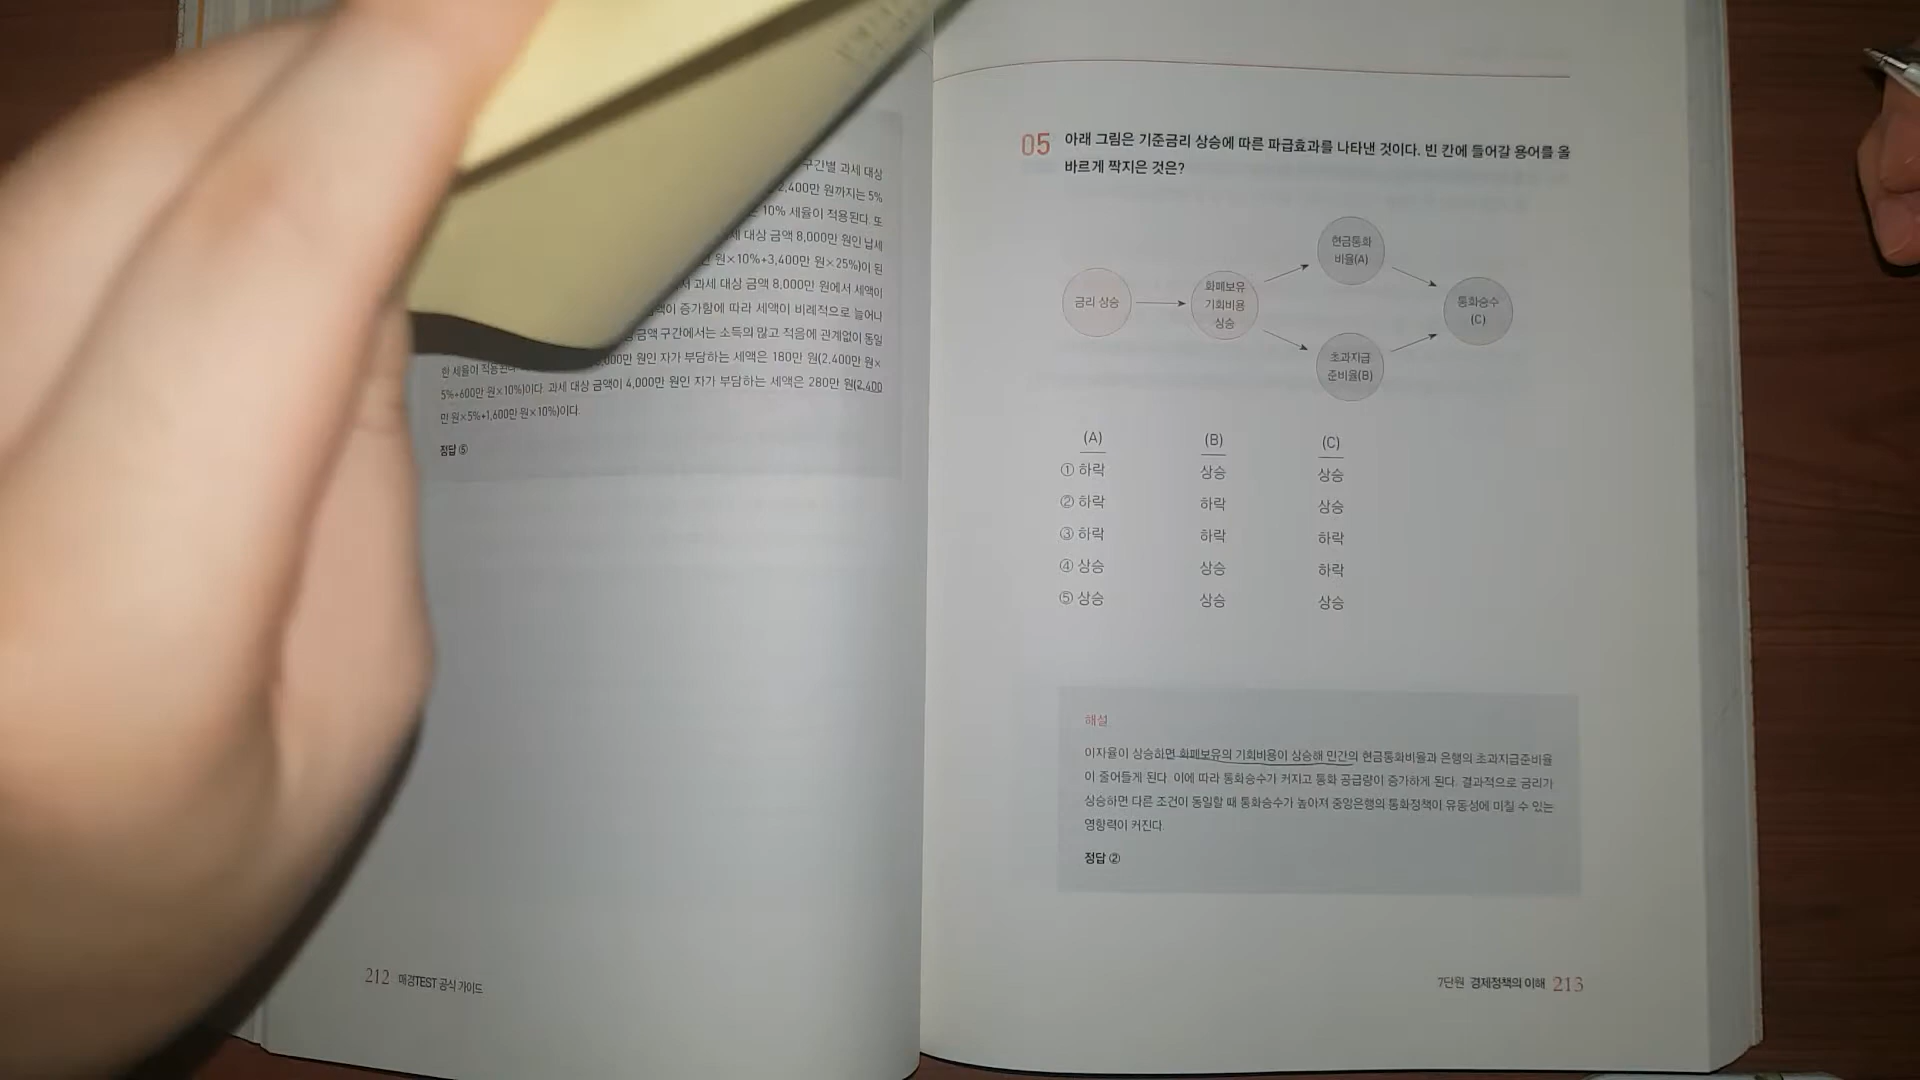 구간별 과세 대상
2,400만 원까지는 5%
10% 세율이 적용된다. 또
대상 금액 8,000만 원인 납세
원×10%+3,400만 원×25%)이 된
과세 대상 금액 8,000만 원에서 세액이
증가함에 따라 세액이 비례적으로 늘어나
금액 구간에서는 소득의 많고 적음에 관계없이 동일
한 세율이 적용된다 인 자가 부담하는 세액은 180만 원(2,400만 원×
5%+600만 원×10%)이다. 과세 대상 금액이 4,000만 원인 자가 부담하는 세액은 280만 원(2,400
만 원×5%+1,600만 원×10%)이다.
정답 ⑤
212 매경TEST 공식 가이드
05 아래 그림은 기준금리 상승에 따른 파급효과를 나타낸 것이다. 빈 칸에 들어갈 용어를 올
바르게 짝지은 것은?
금리 상승
화폐보유
기회비용
상승
현금통화
비율(A)
초과지급
준비율(B)
통화승수
(C)
(A) (B) (C)
① 하락 상승 상승
② 하락 하락 상승
③ 하락 하락 하락
④ 상승 상승 하락
⑤ 상승 상승 상승
해설
이자율이 상승하면 화폐보유의 기회비용이 상승해 민간의 현금통화비율과 은행의 초과지급준비율
이 줄어들게 된다. 이에 따라 통화승수가 커지고 통화 공급량이 증가하게 된다. 결과적으로 금리가
상승하면 다른 조건이 동일할 때 통화승수가 높아져 중앙은행의 통화정책이 유동성에 미칠 수 있는
영향력이 커진다.
정답 ②
7단원 경제정책의 이해 213